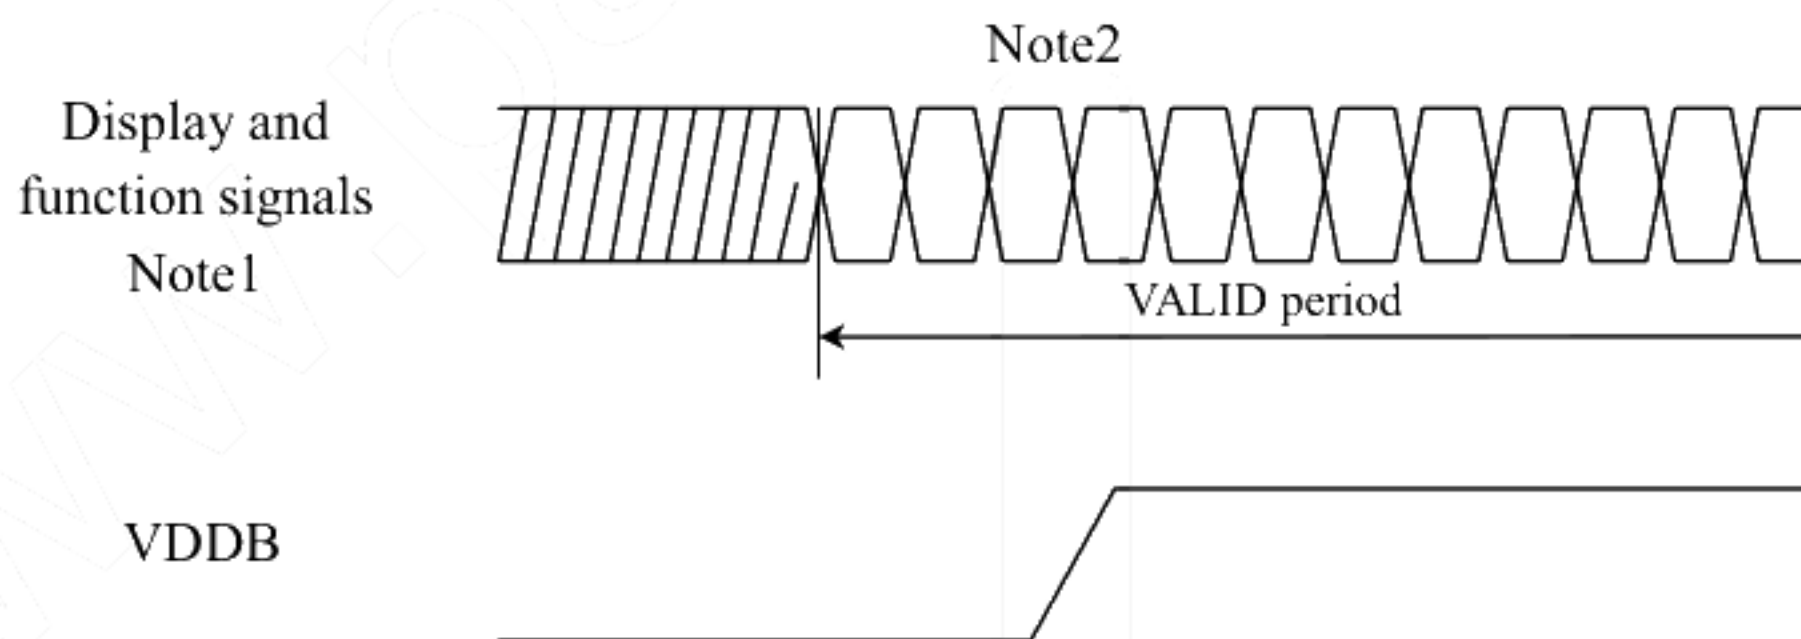 Note2
Display and
function signals
Note1
VALID period
VDDB